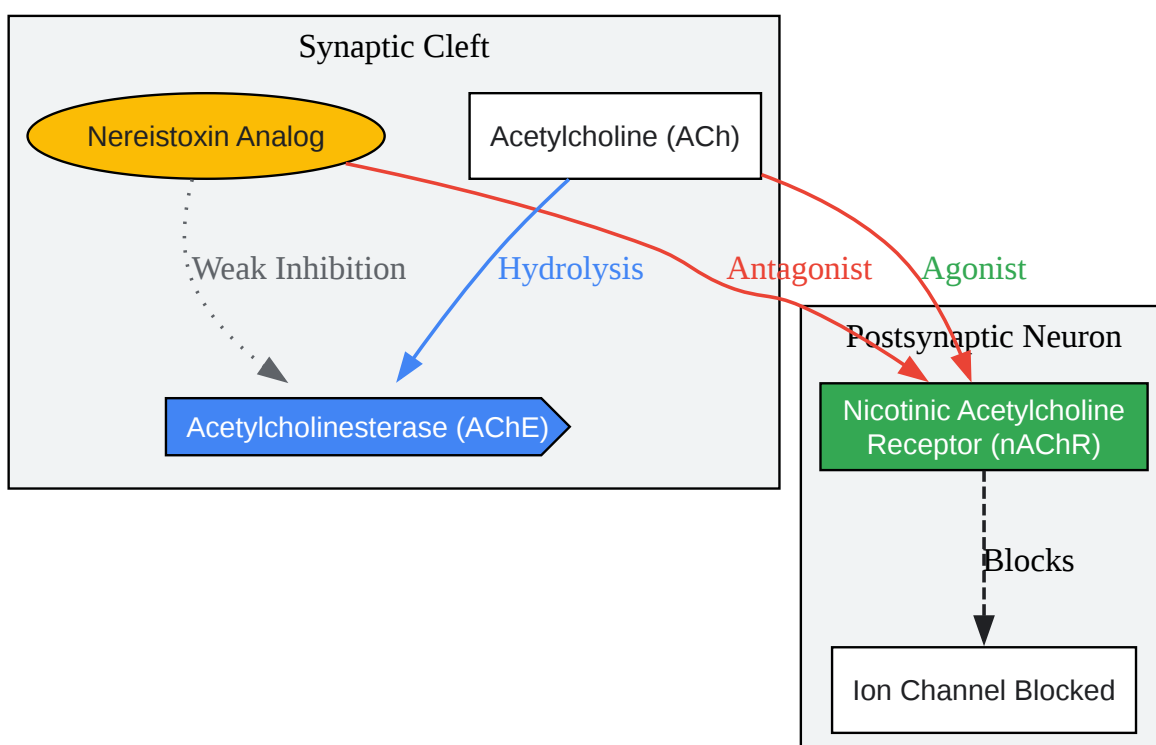 Synaptic Cleft
Nereistoxin Analog
Acetylcholine (ACh)
Weak Inhibition
Hydrolysis
Antagonist
Agonist
Postsynaptic Neuron
Acetylcholinesterase (AChE)
Nicotinic Acetylcholine
Receptor (nAChR)
Blocks
Ion Channel Blocked